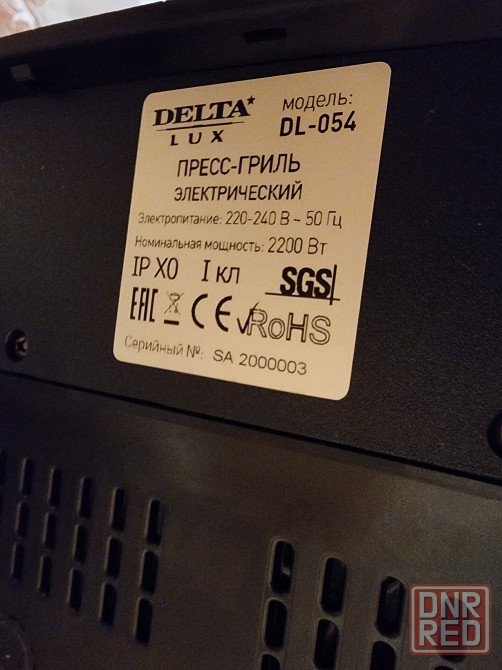 DELTA
LUX
модель:
DL-054
ПРЕСС-ГРИЛЬ
ЭЛЕКТРИЧЕСКИЙ
Электропитание: 220-240 В ~ 50 Гц
Номинальная мощность: 2200 Вт
IP X0 I кл SGS
EAC CE RoHS
Серийный №: SA 2000003
DNR
RED